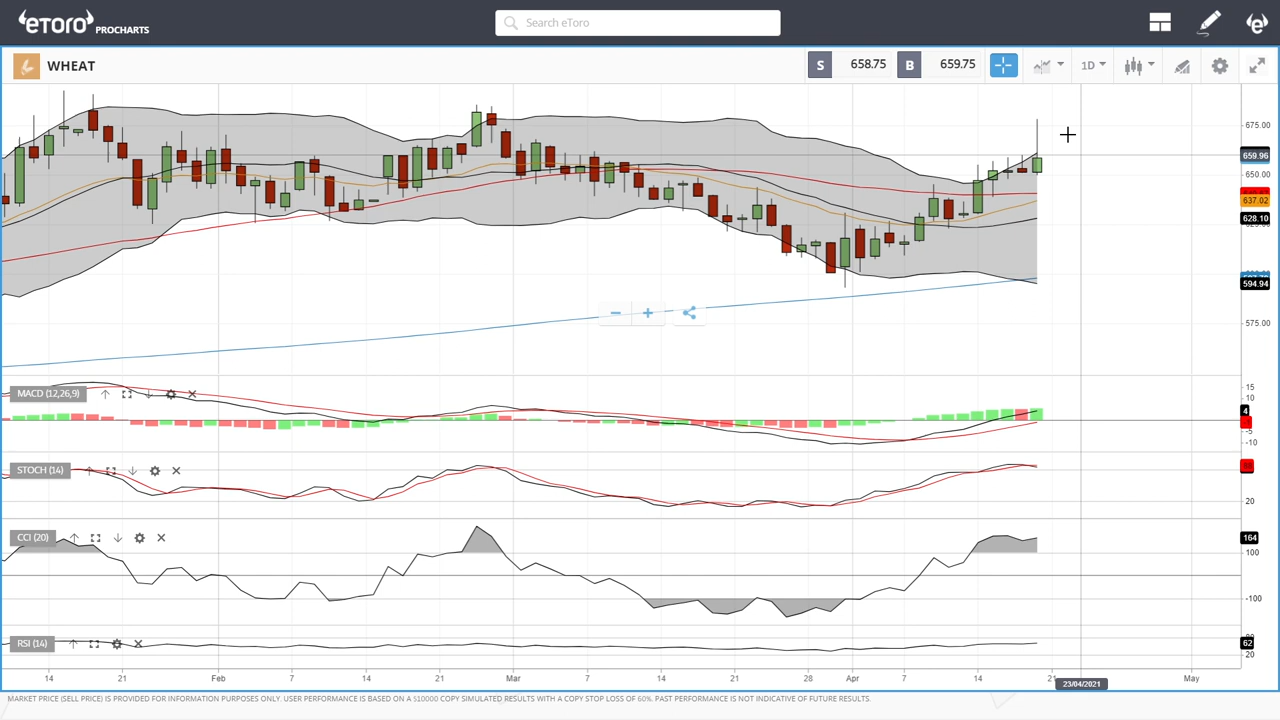 eToro PROCHARTS
Search eToro
WHEAT
S 658.75 B 659.75
1D
675.00
659.96
650.00
637.02
628.10
594.94
575.00
MACD (12,26,9)
15
10
4
-5
-10
STOCH (14)
20
CCI (20)
164
100
-100
RSI (14)
62
20
14 21 Feb 7 14 21 Mar 7 14 21 28 Apr 7 14 21 23/04/2021 May
MARKET PRICE (SELL PRICE) IS PROVIDED FOR INFORMATION PURPOSES ONLY. USER PERFORMANCE IS BASED ON A $10000 COPY SIMULATED RESULTS WITH A COPY STOP LOSS OF 60%. PAST PERFORMANCE IS NOT INDICATIVE OF FUTURE RESULTS.